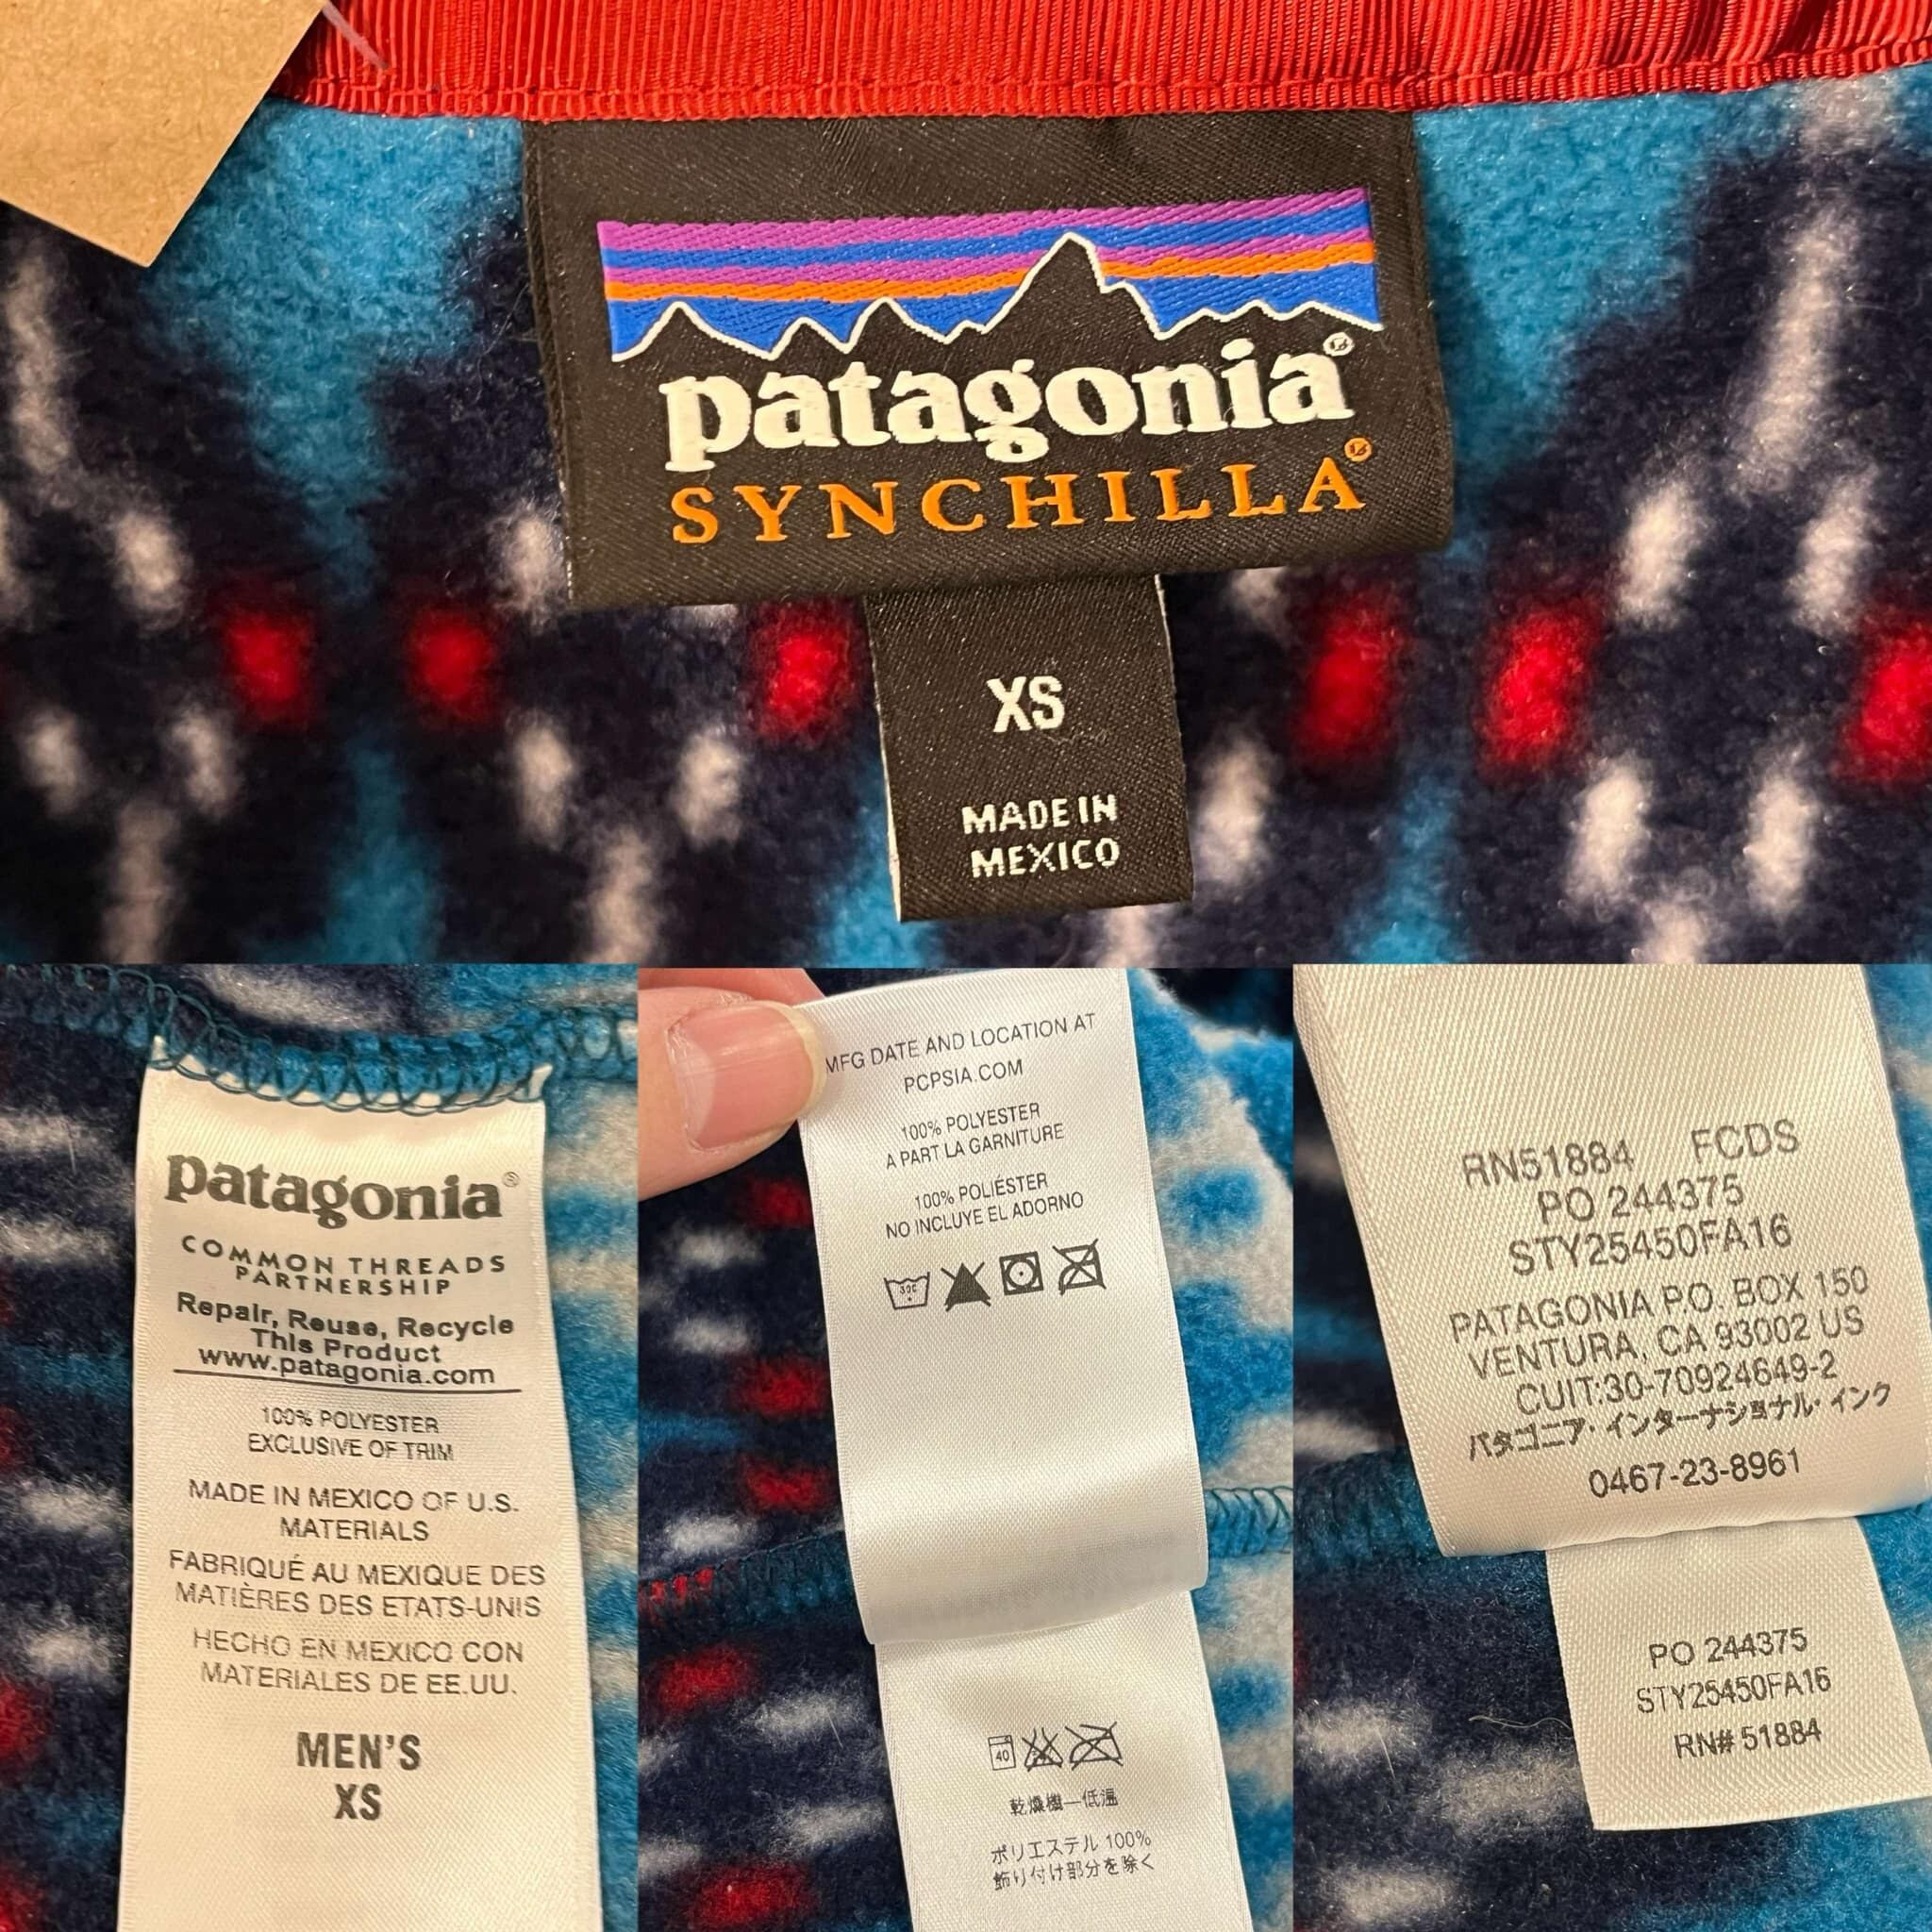 patagonia®
SYNCHILLA®
XS
MADE IN
MEXICO
patagonia®
COMMON THREADS
PARTNERSHIP
Repair, Reuse, Recycle
This Product
www.patagonia.com
100% POLYESTER
EXCLUSIVE OF TRIM
MADE IN MEXICO OF U.S.
MATERIALS
FABRIQUÉ AU MEXIQUE DES
MATIÈRES DES ETATS-UNIS
HECHO EN MEXICO CON
MATERIALES DE EE.UU.
MEN'S
XS
MFG DATE AND LOCATION AT
PCPSIA.COM
100% POLYESTER
A PART LA GARNITURE
100% POLIÉSTER
NO INCLUYE EL ADORNO
30C
40
乾燥機—低温
ポリエステル 100%
飾り付け部分を除く
RN51884 FCDS
PO 244375
STY25450FA16
PATAGONIA P.O. BOX 150
VENTURA, CA 93002 US
CUIT:30-70924649-2
パタゴニア・インターナショナル・インク
0467-23-8961
PO 244375
STY25450FA16
RN# 51884